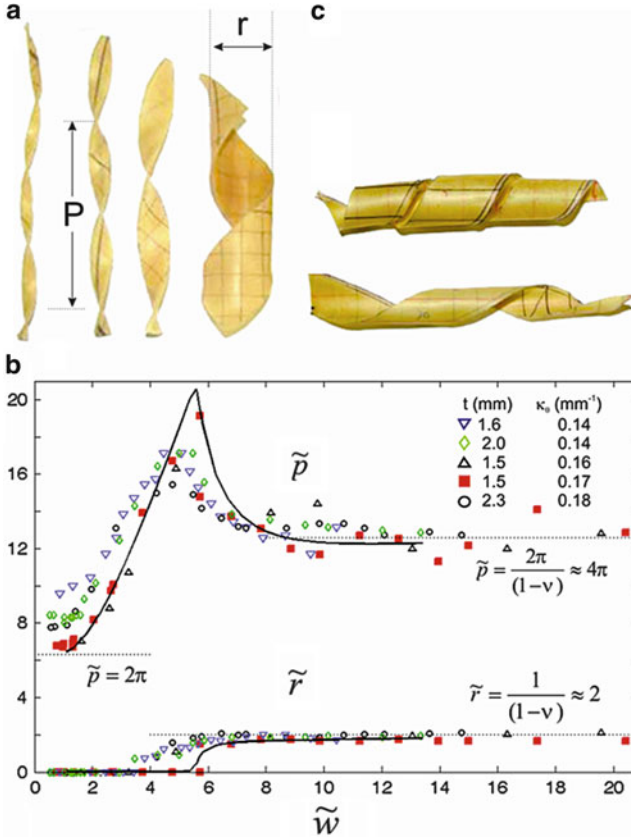 a
r
P
c
b
20
16
12
8
4
2
0
0 2 4 6 8 10 12 14 16 18 20
p̃
r̃
w̃
t (mm) κ₀ (mm⁻¹)
1.6 0.14
2.0 0.14
1.5 0.16
1.5 0.17
2.3 0.18
p̃ = 2π/(1−ν) ≈ 4π
p̃ = 2π
r̃ = 1/(1−ν) ≈ 2